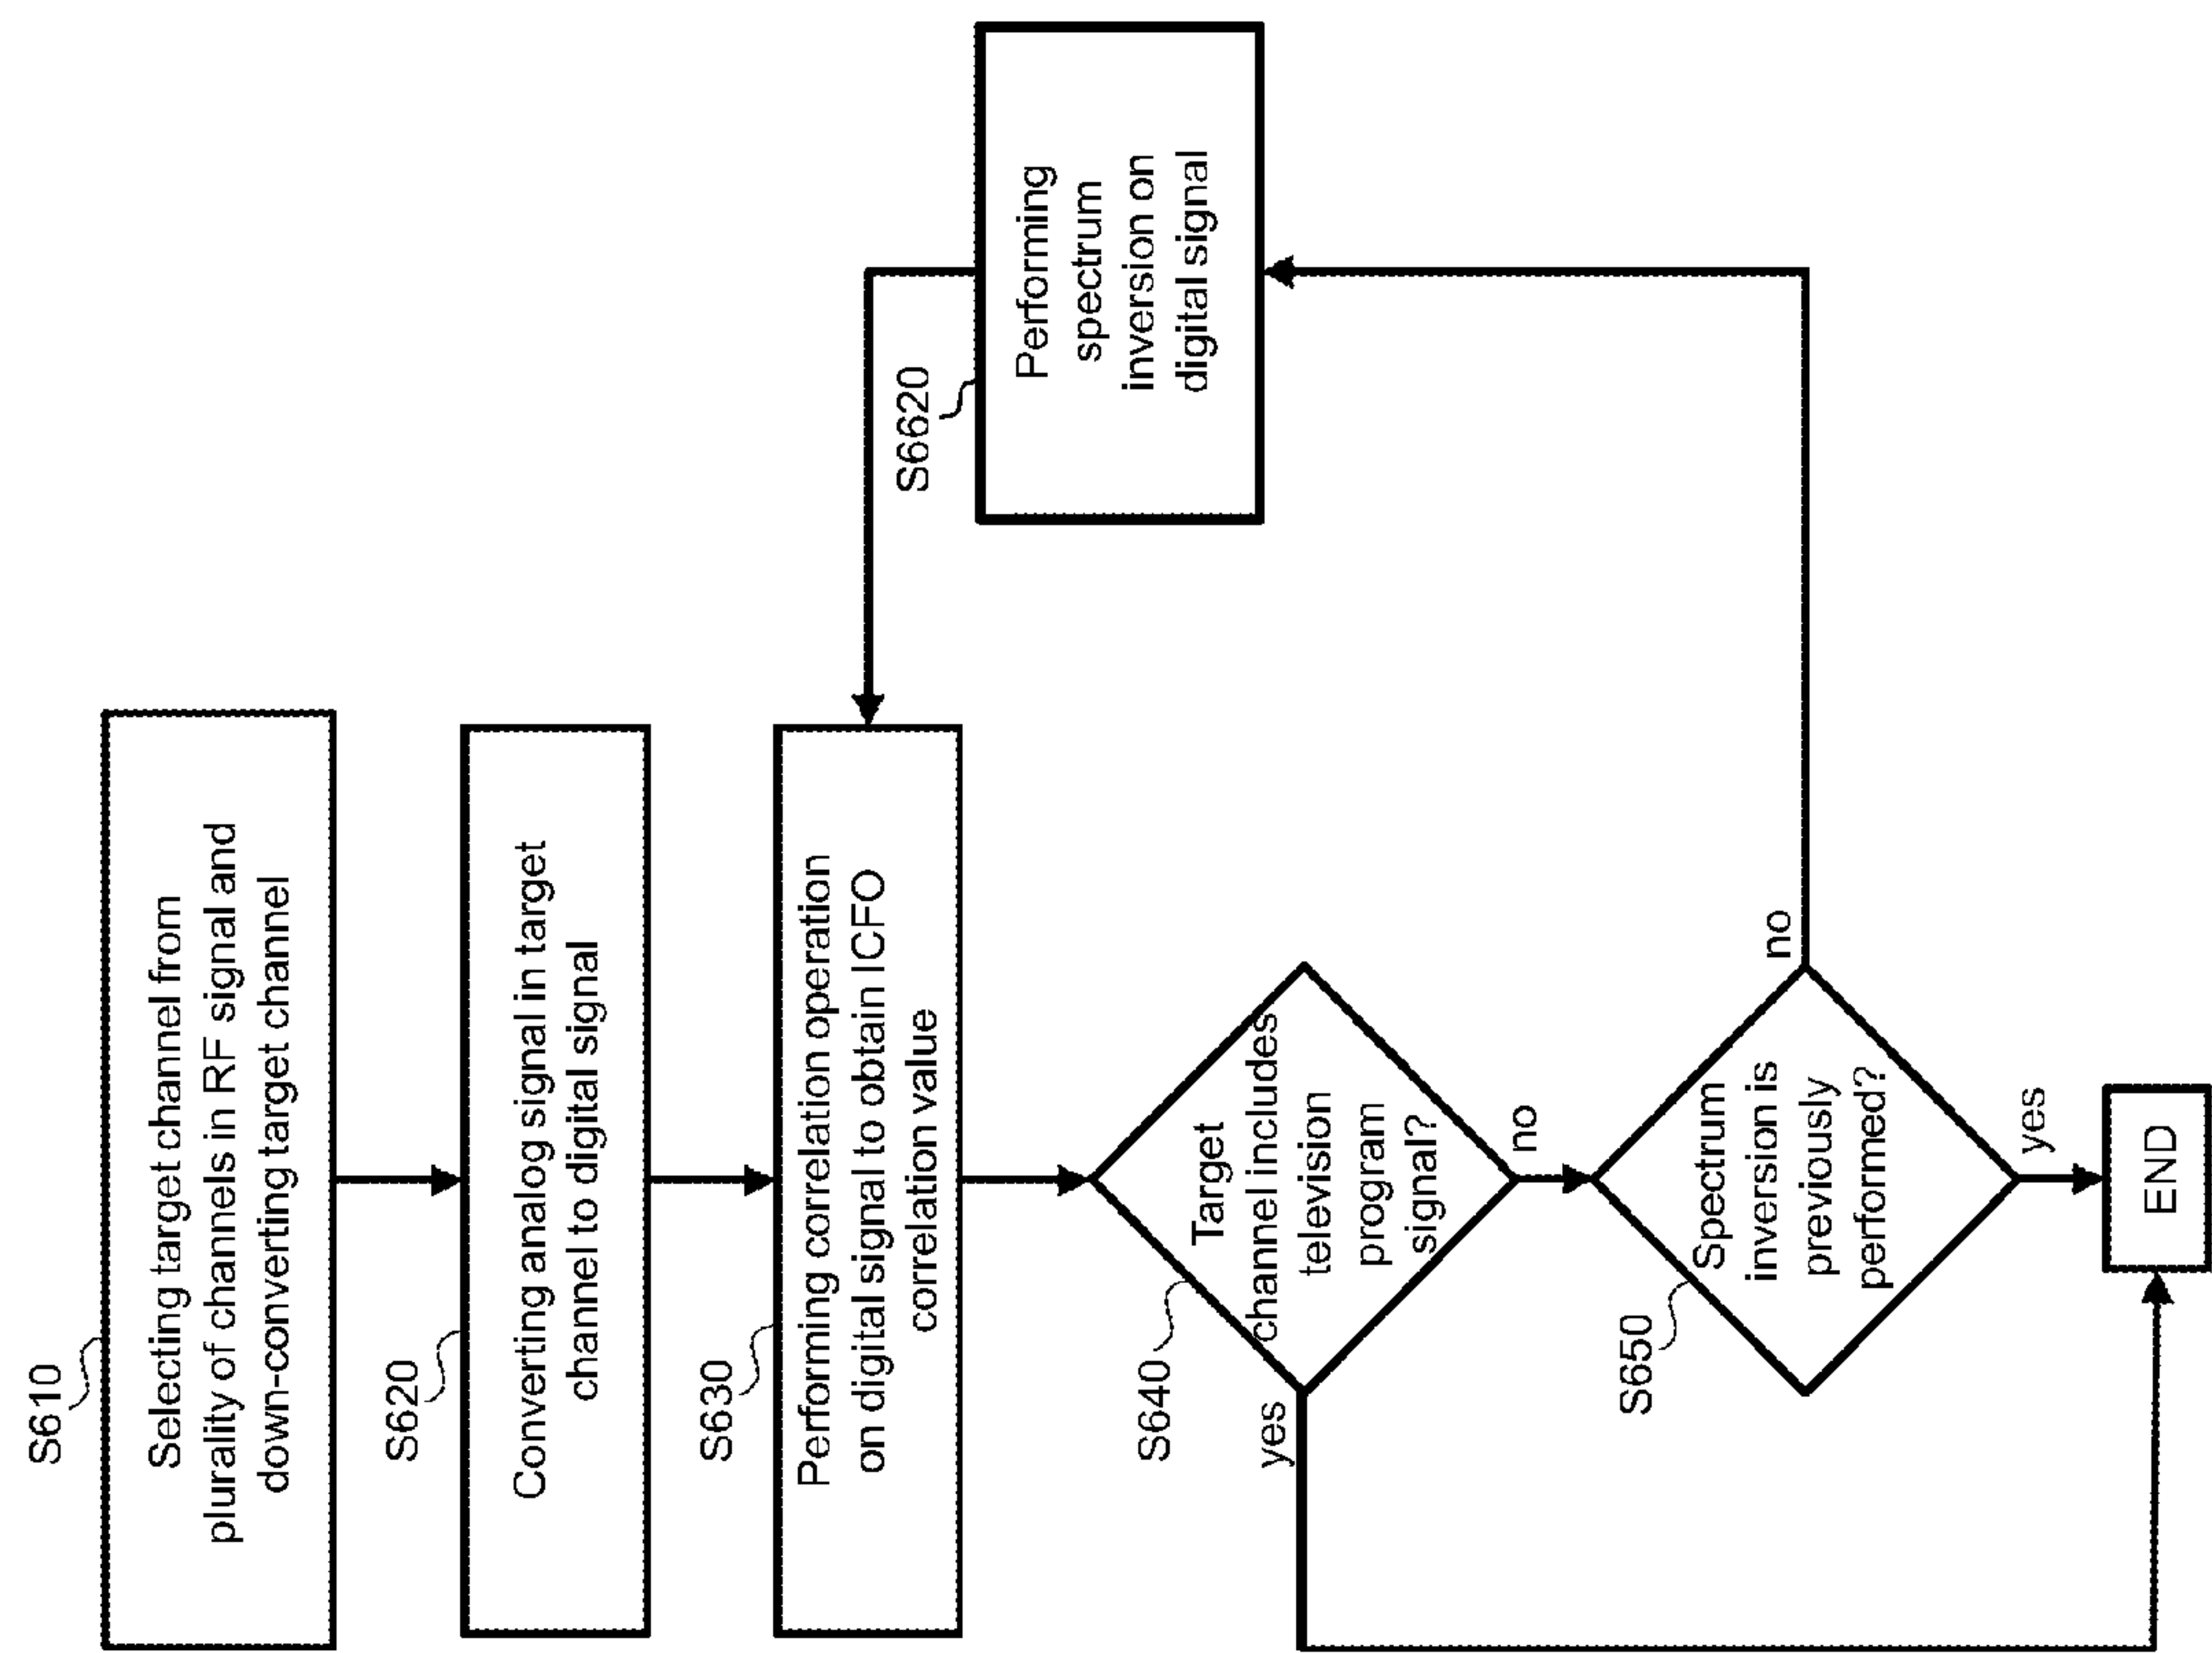 S610
Selecting target channel from
plurality of channels in RF signal and
down-converting target channel
S620
Converting analog signal in target
channel to digital signal
S630
Performing correlation operation
on digital signal to obtain ICFO
correlation value
S6620
Performing
spectrum
inversion on
digital signal
S640
Target
channel includes
television
program
signal?
yes
no
S650
Spectrum
inversion is
previously
performed?
no
yes
END